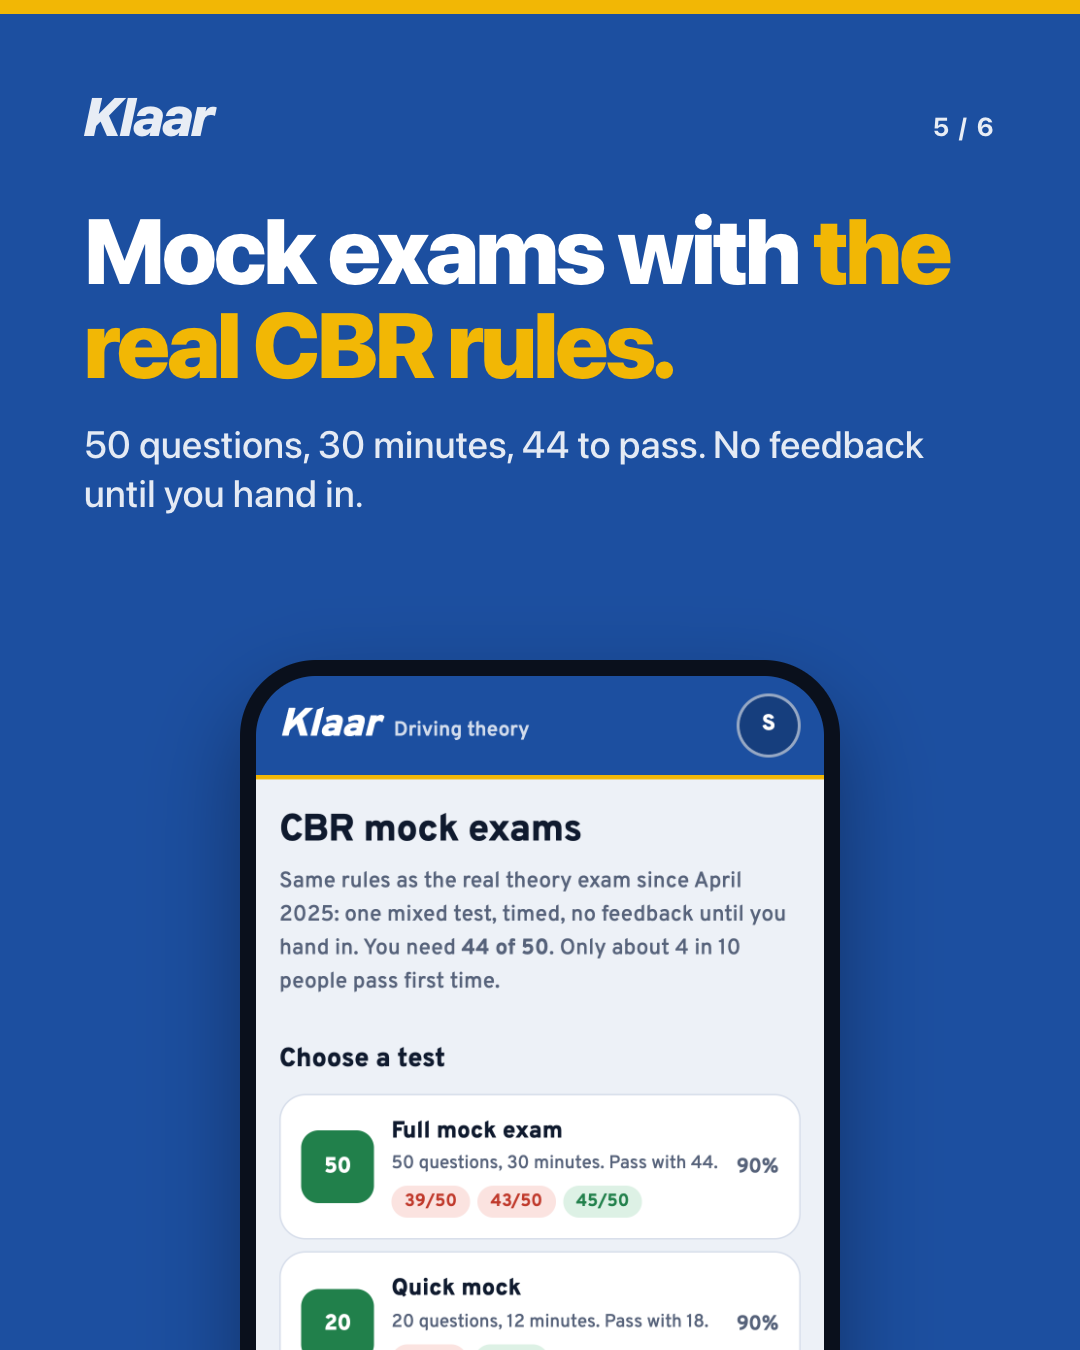 Klaar
5 / 6
Mock exams with the
real CBR rules.
50 questions, 30 minutes, 44 to pass. No feedback
until you hand in.
Klaar Driving theory
S
CBR mock exams
Same rules as the real theory exam since April
2025: one mixed test, timed, no feedback until you
hand in. You need 44 of 50. Only about 4 in 10
people pass first time.
Choose a test
Full mock exam
50
50 questions, 30 minutes. Pass with 44.
90%
39/50 43/50 45/50
Quick mock
20
20 questions, 12 minutes. Pass with 18.
90%